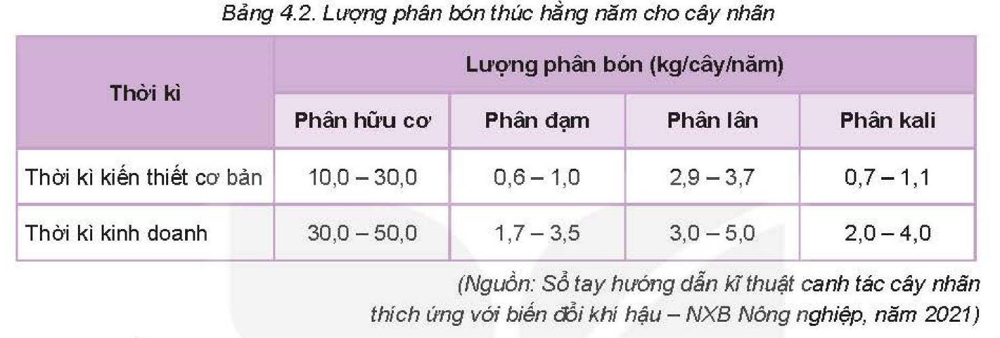 Bảng 4.2. Lượng phân bón thúc hằng năm cho cây nhãn
Thời kì
Lượng phân bón (kg/cây/năm)
Phân hữu cơ
Phân đạm
Phân lân
Phân kali
Thời kì kiến thiết cơ bản
10,0 – 30,0
0,6 – 1,0
2,9 – 3,7
0,7 – 1,1
Thời kì kinh doanh
30,0 – 50,0
1,7 – 3,5
3,0 – 5,0
2,0 – 4,0
(Nguồn: Sổ tay hướng dẫn kĩ thuật canh tác cây nhãn
thích ứng với biến đổi khí hậu – NXB Nông nghiệp, năm 2021)